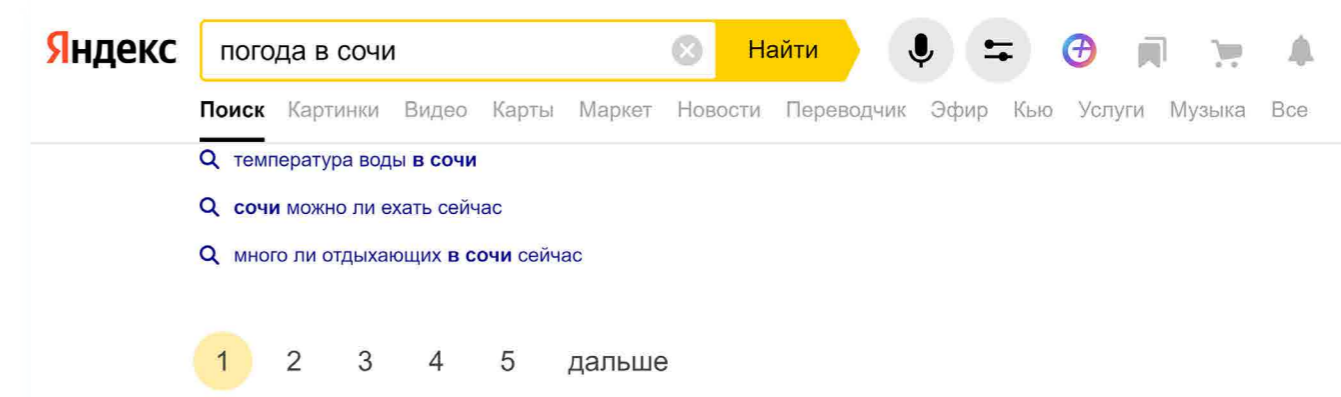 Яндекс погода в сочи Найти
Поиск Картинки Видео Карты Маркет Новости Переводчик Эфир Кью Услуги Музыка Все
температура воды в сочи
сочи можно ли ехать сейчас
много ли отдыхающих в сочи сейчас
1 2 3 4 5 дальше